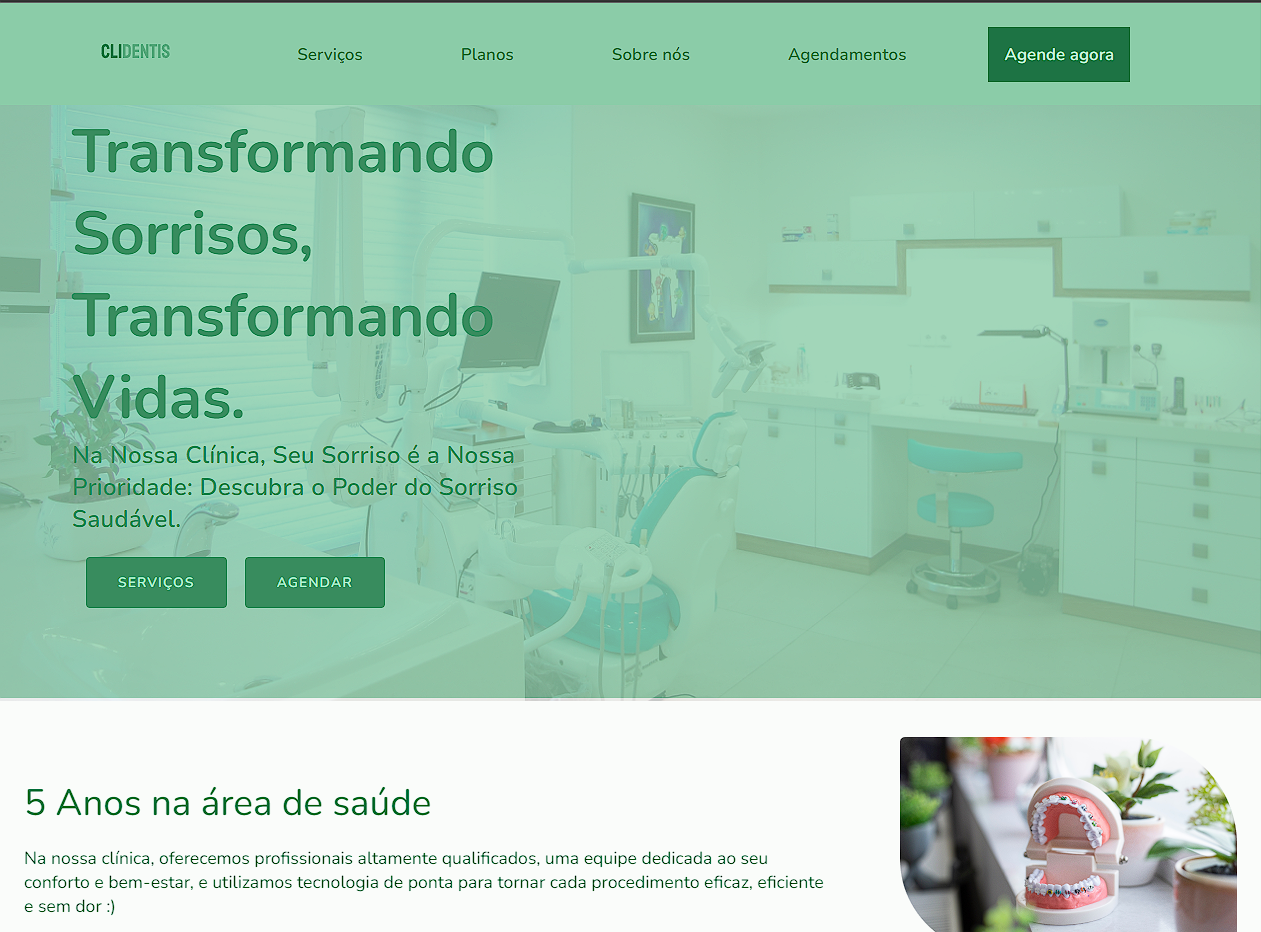 CLIDENTIS
Serviços
Planos
Sobre nós
Agendamentos
Agende agora
Transformando
Sorrisos,
Transformando
Vidas.
Na Nossa Clínica, Seu Sorriso é a Nossa
Prioridade: Descubra o Poder do Sorriso
Saudável.
SERVIÇOS
AGENDAR
5 Anos na área de saúde
Na nossa clínica, oferecemos profissionais altamente qualificados, uma equipe dedicada ao seu
conforto e bem-estar, e utilizamos tecnologia de ponta para tornar cada procedimento eficaz, eficiente
e sem dor :)